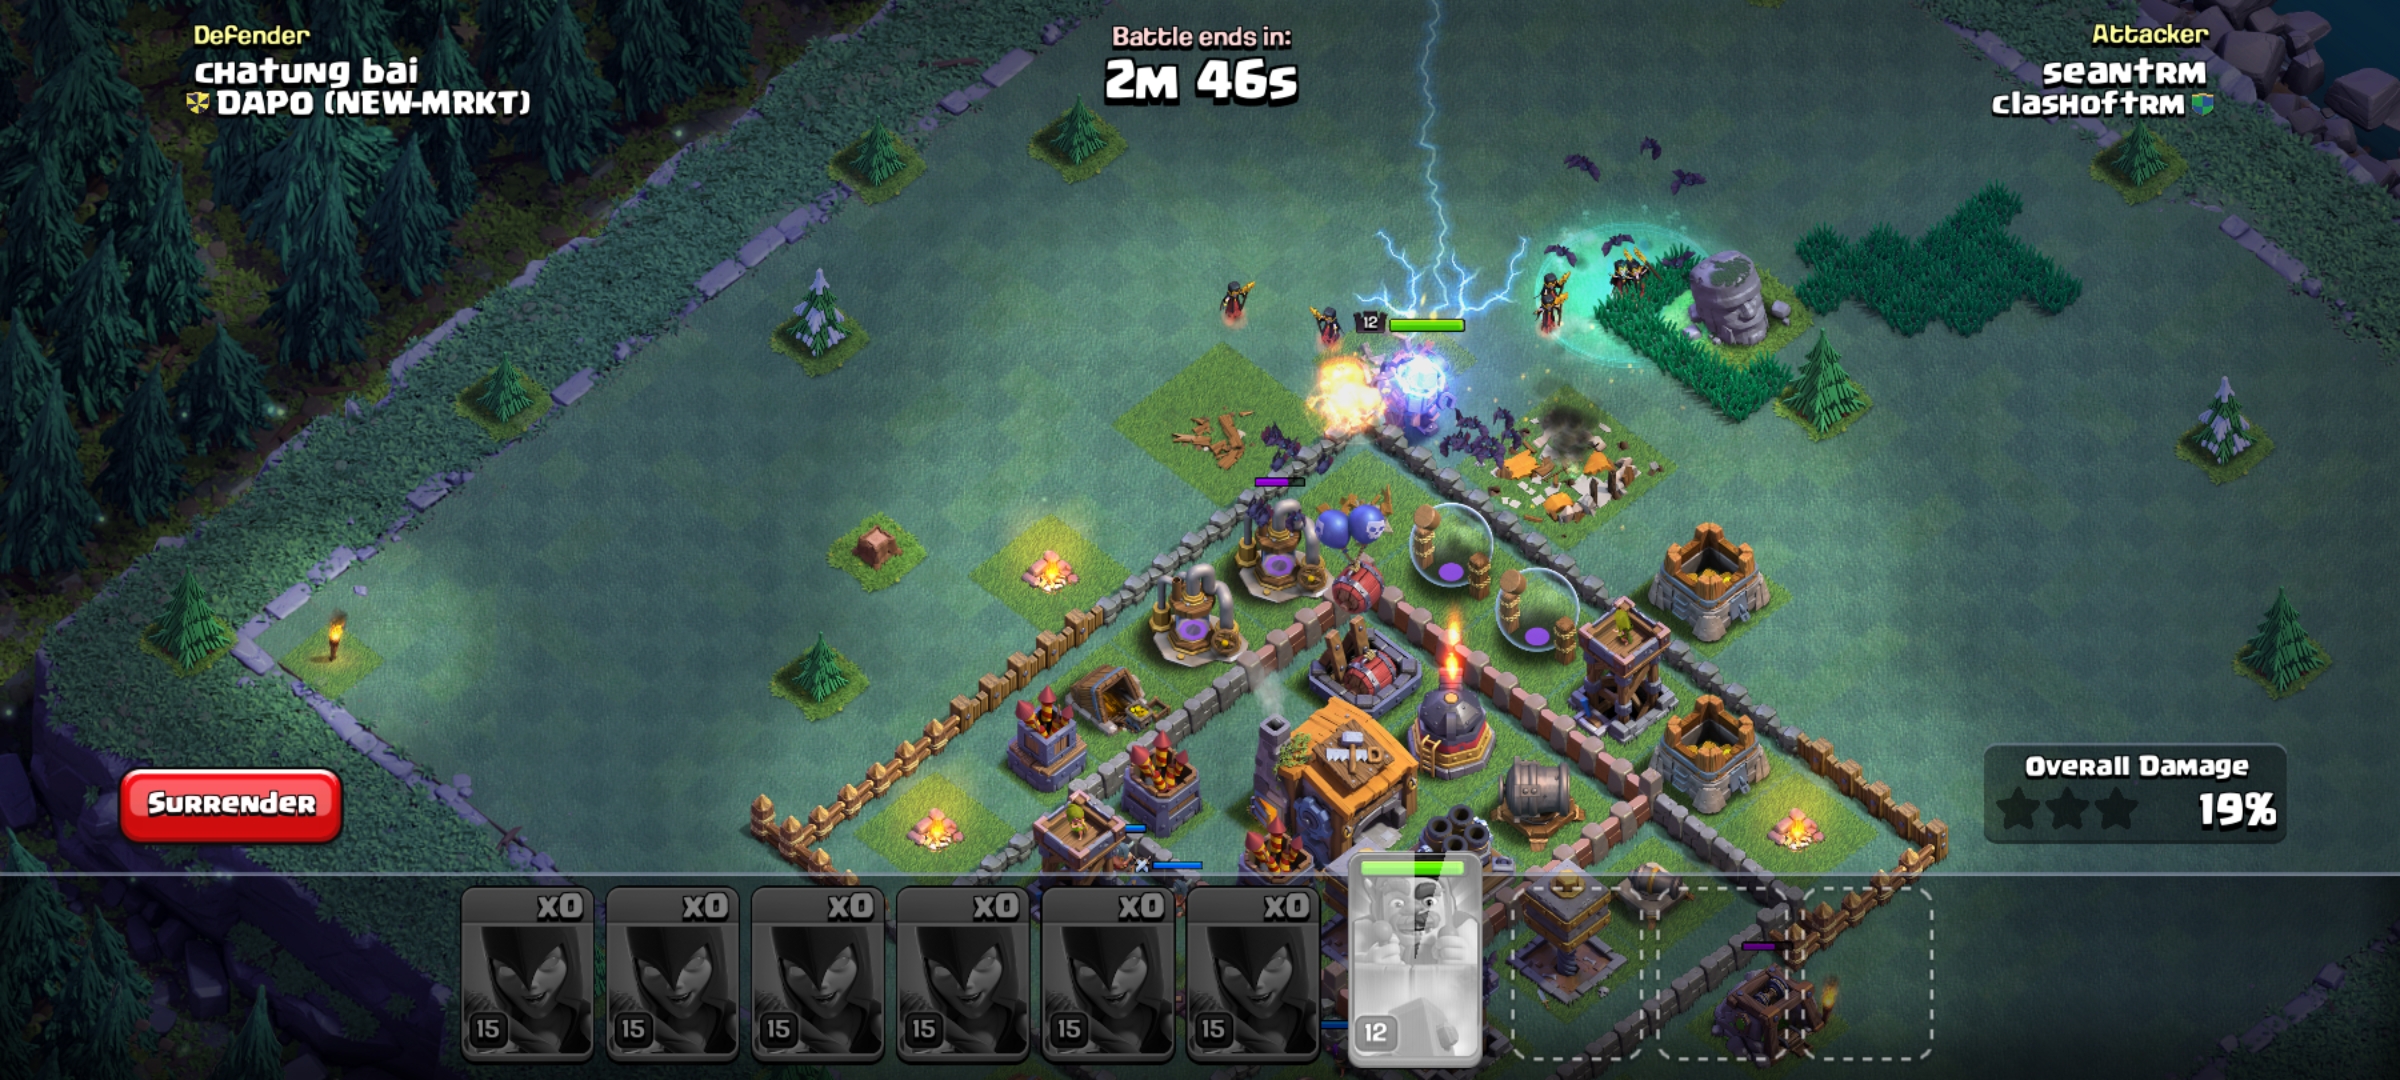 Defender
chatung bai
DAPO (NEW-MRKT)
Battle ends in:
2M 46s
Attacker
seantrm
clashoftrm
12
Surrender
Overall Damage
19%
x0
x0
x0
x0
x0
x0
15
15
15
15
15
15
12